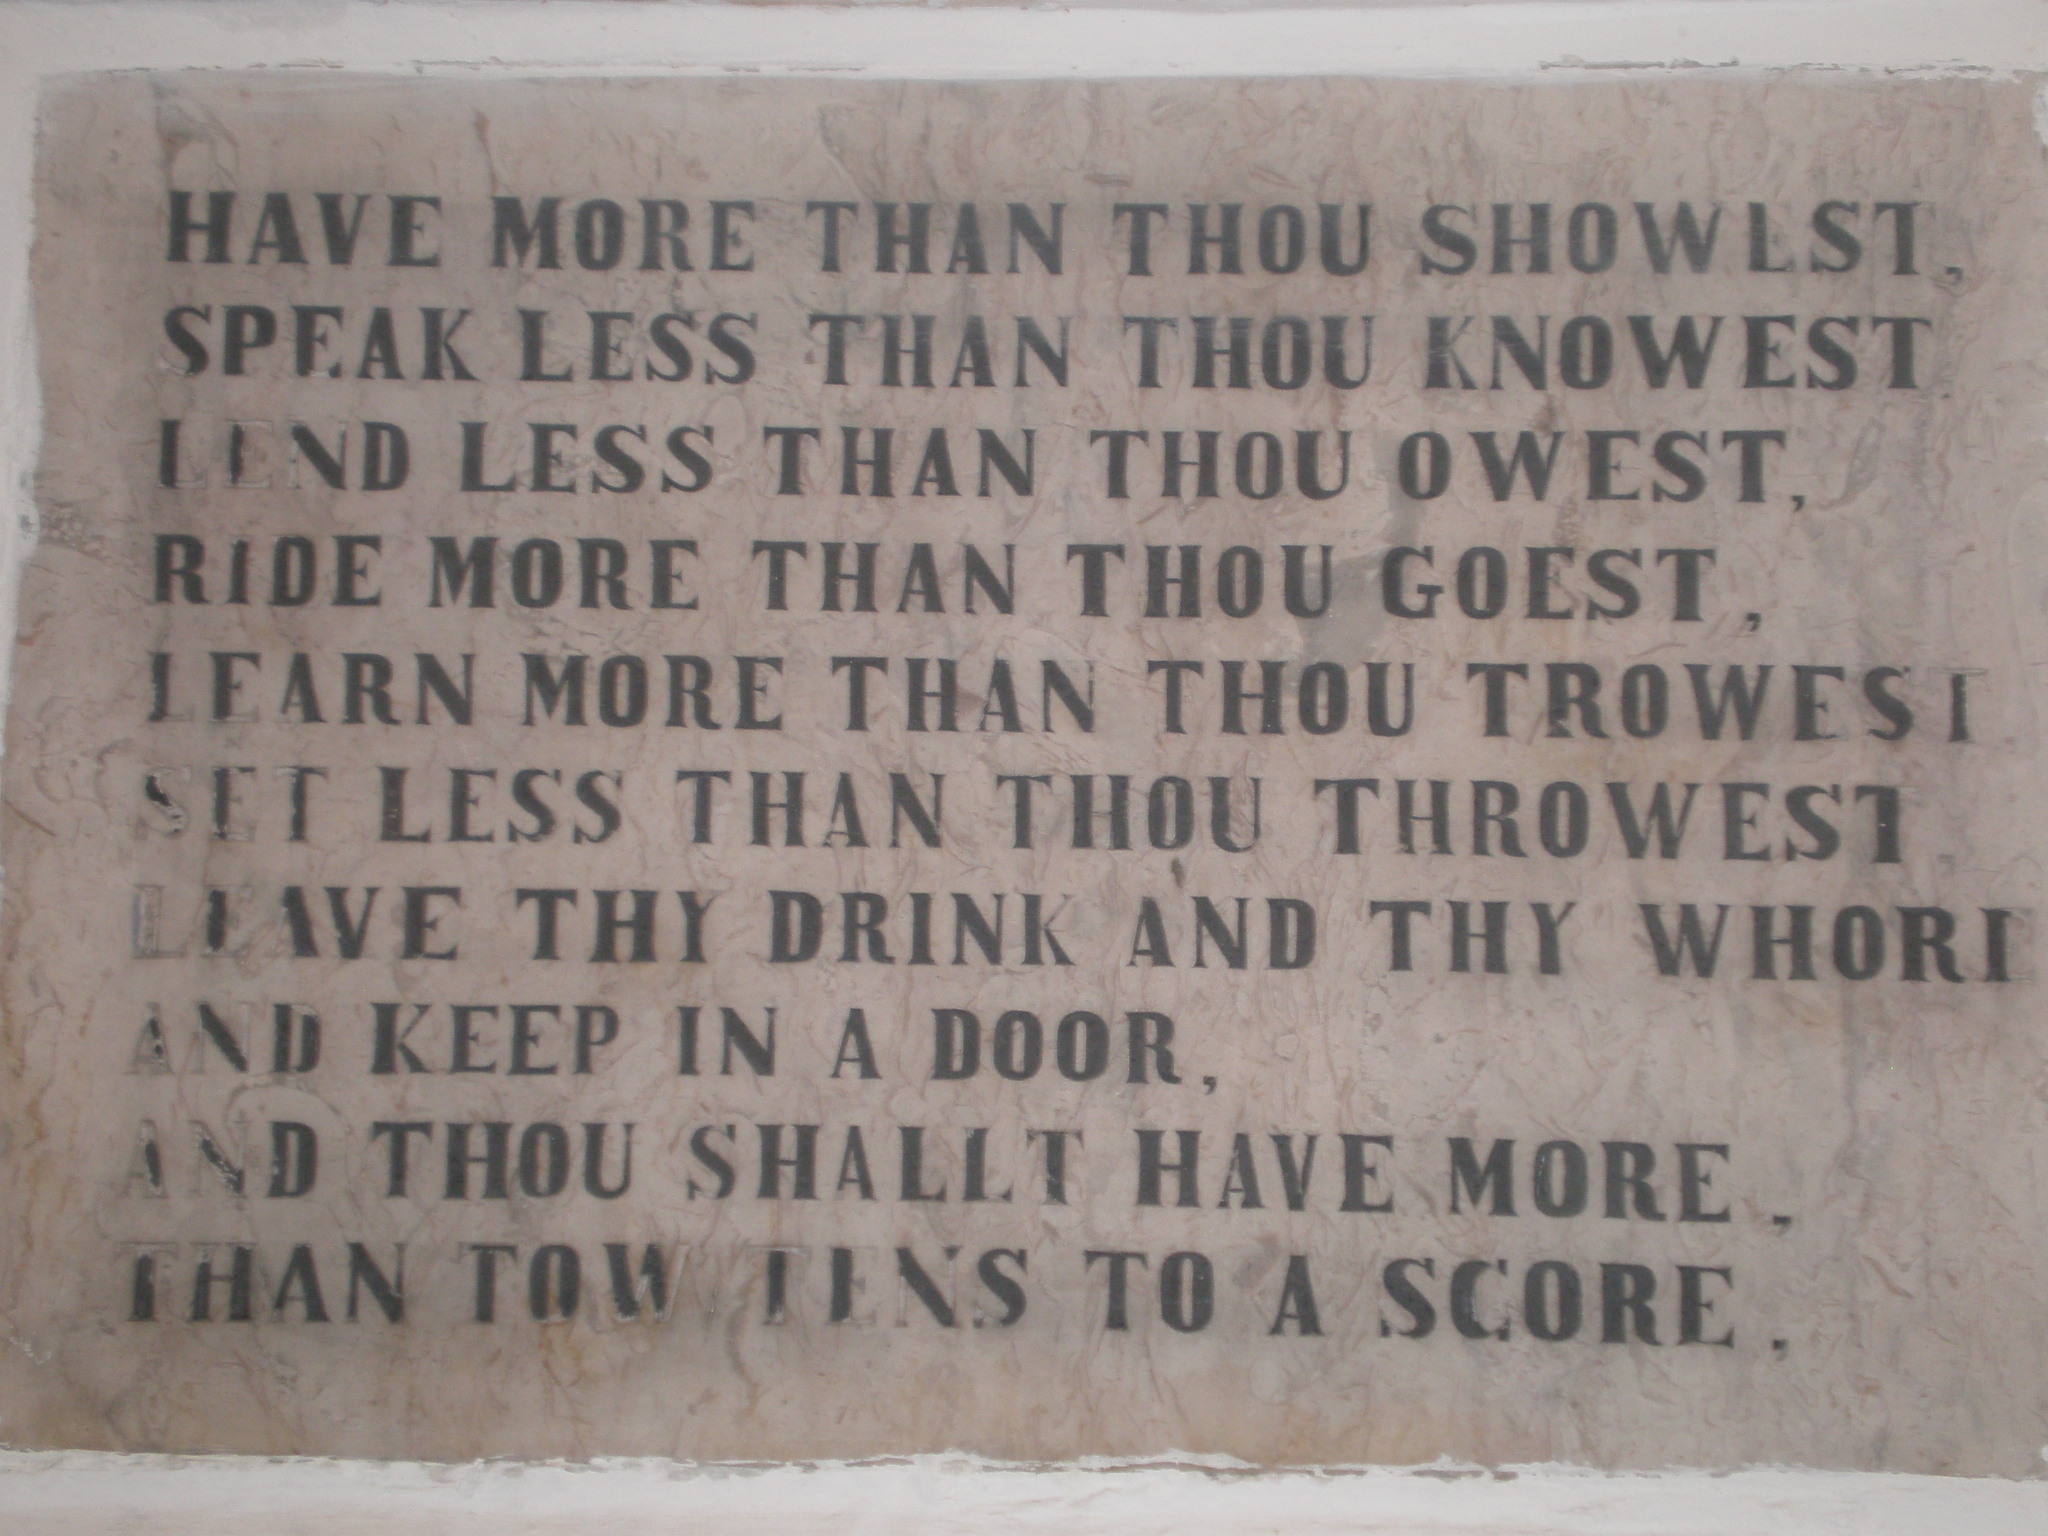 HAVE MORE THAN THOU SHOWEST,
SPEAK LESS THAN THOU KNOWEST
LEND LESS THAN THOU OWEST,
RIDE MORE THAN THOU GOEST,
LEARN MORE THAN THOU TROWEST
SET LESS THAN THOU THROWEST,
LEAVE THY DRINK AND THY WHORE
AND KEEP IN A DOOR,
AND THOU SHALLT HAVE MORE,
THAN TOW TENS TO A SCORE.